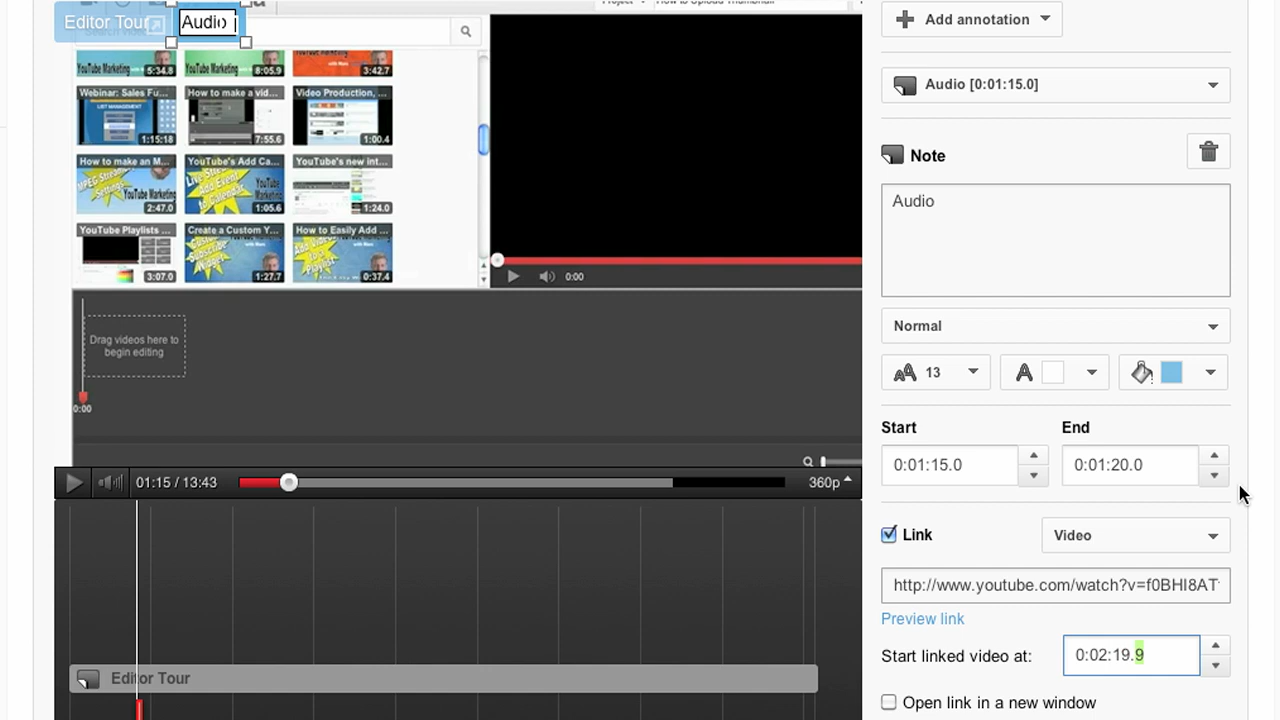 Editor Tour
Audio
Add annotation
Audio [0:01:15.0]
Note
Audio
Normal
13
Start
End
0:01:15.0
0:01:20.0
Link
Video
http://www.youtube.com/watch?v=f0BHI8AT
Preview link
Start linked video at:
0:02:19.9
Open link in a new window
YouTube Marketing
5:34.8
YouTube Marketing
8:05.9
3:42.7
Webinar: Sales Fu...
How to make a vid...
Video Production, ...
1:15:18
7:55.6
1:00.4
How to make an M...
YouTube's Add Ca...
YouTube's new int...
2:47.0
1:05.6
1:24.0
YouTube Playlists ...
Create a Custom Y...
How to Easily Add ...
3:07.0
1:27.7
0:37.4
0:00
Drag videos here to
begin editing
0:00
01:15 / 13:43
360p
Editor Tour